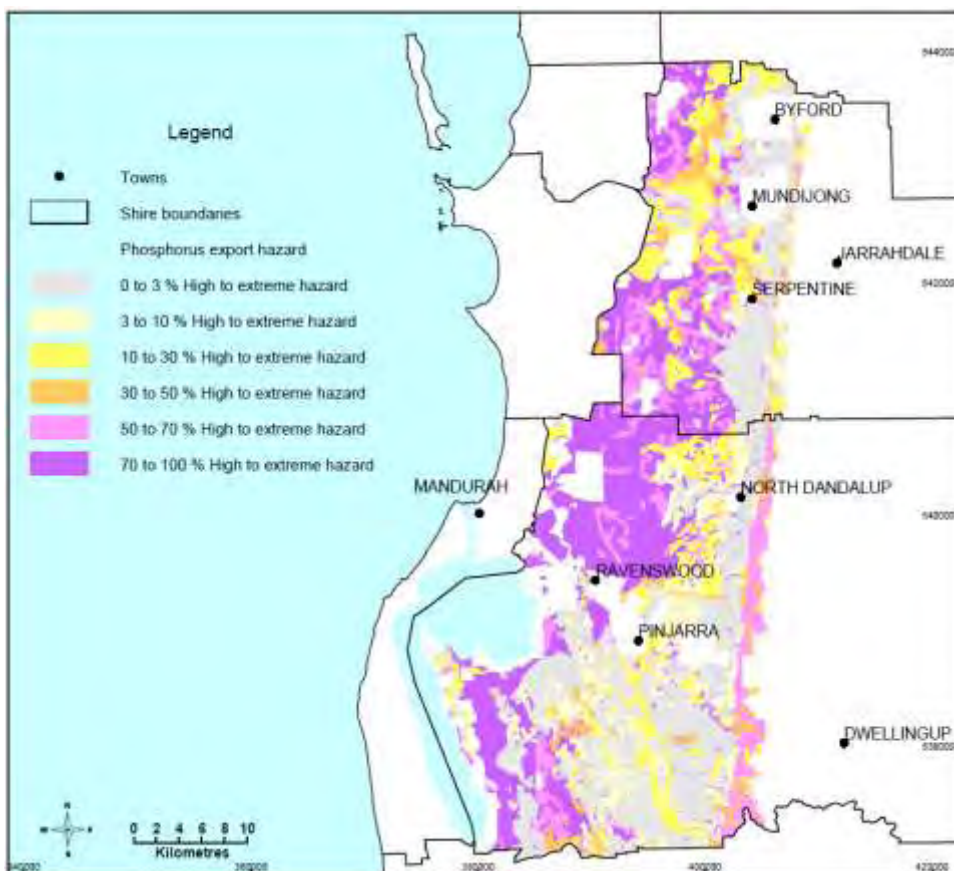 Legend
Towns
Shire boundaries
Phosphorus export hazard
0 to 3 % High to extreme hazard
3 to 10 % High to extreme hazard
10 to 30 % High to extreme hazard
30 to 50 % High to extreme hazard
50 to 70 % High to extreme hazard
70 to 100 % High to extreme hazard
BYFORD
MUNDIJONG
JARRAHDALE
SERPENTINE
MANDURAH
NORTH DANDALUP
RAVENSWOOD
PINJARRA
DWELLINGUP
N
W E
S
0 2 4 6 8 10
Kilometres
400000